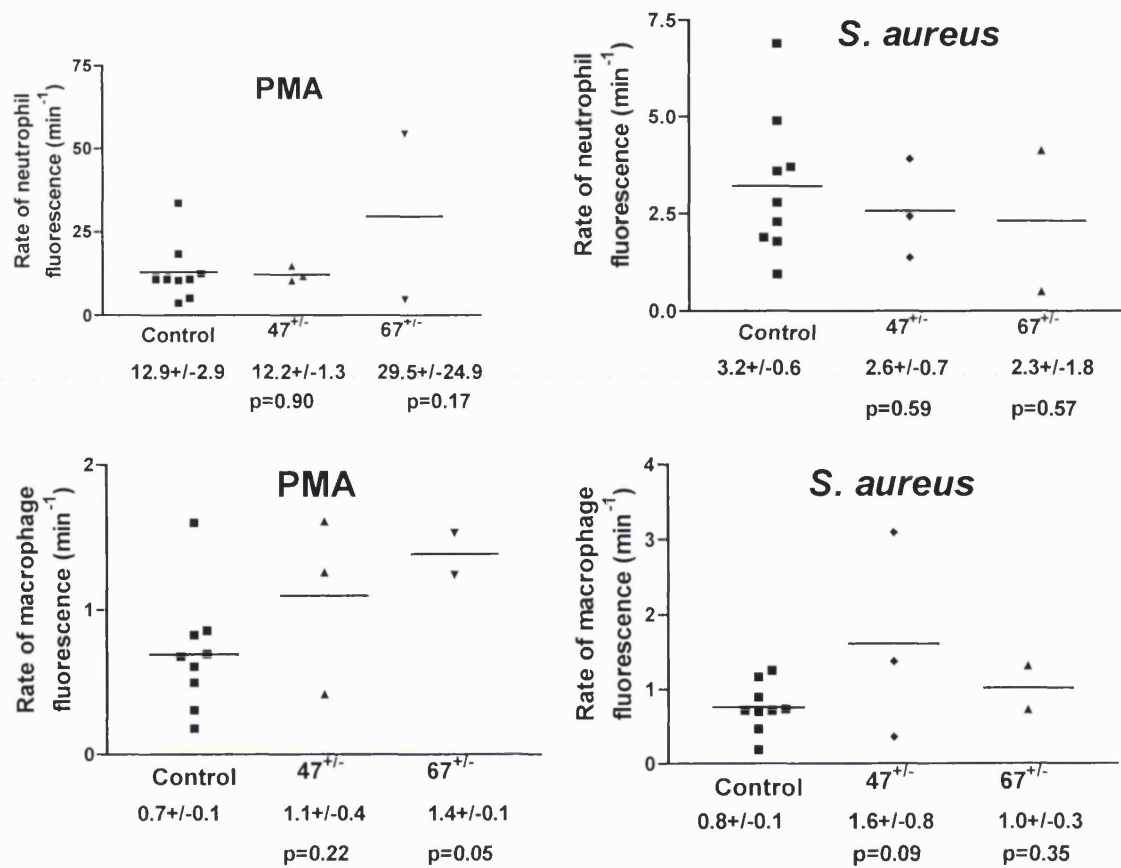 PMA
Rate of neutrophil
fluorescence (min⁻¹)
75
50
25
0
Control 47⁺/⁻ 67⁺/⁻
12.9+/-2.9 12.2+/-1.3 29.5+/-24.9
p=0.90 p=0.17
S. aureus
Rate of neutrophil
fluorescence (min⁻¹)
7.5
5.0
2.5
0.0
Control 47⁺/⁻ 67⁺/⁻
3.2+/-0.6 2.6+/-0.7 2.3+/-1.8
p=0.59 p=0.57
PMA
Rate of macrophage
fluorescence (min⁻¹)
2
1
0
Control 47⁺/⁻ 67⁺/⁻
0.7+/-0.1 1.1+/-0.4 1.4+/-0.1
p=0.22 p=0.05
S. aureus
Rate of macrophage
fluorescence (min⁻¹)
4
3
2
1
0
Control 47⁺/⁻ 67⁺/⁻
0.8+/-0.1 1.6+/-0.8 1.0+/-0.3
p=0.09 p=0.35